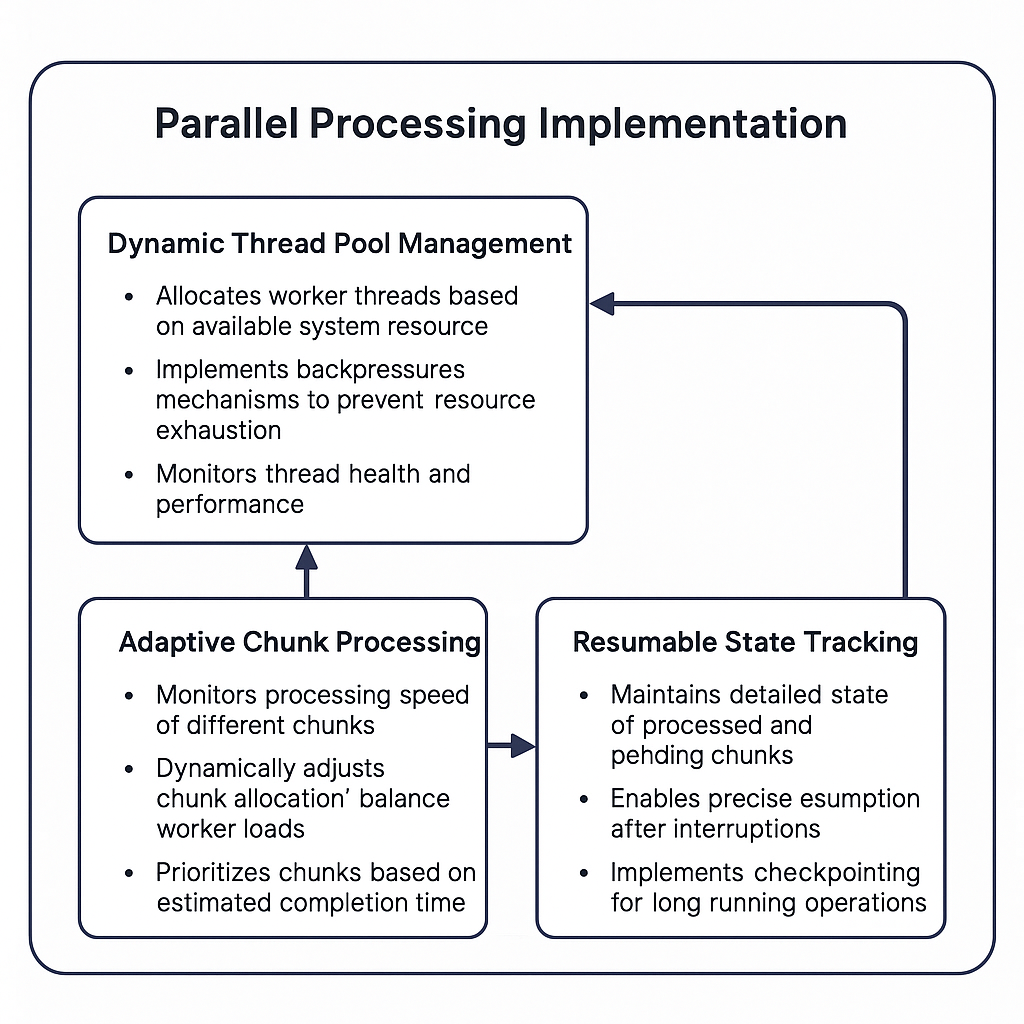 Parallel Processing Implementation
Dynamic Thread Pool Management
• Allocates worker threads based
on available system resource
• Implements backpressures
mechanisms to prevent resource
exhaustion
• Monitors thread health and
performance
Adaptive Chunk Processing
• Monitors processing speed
of different chunks
• Dynamically adjusts
chunk allocation’ balance
worker loads
• Prioritizes chunks based on
estimated completion time
Resumable State Tracking
• Maintains detailed state
of processed and
pehding chunks
• Enables precise esumption
after interruptions
• Implements checkpointing
for long running operations